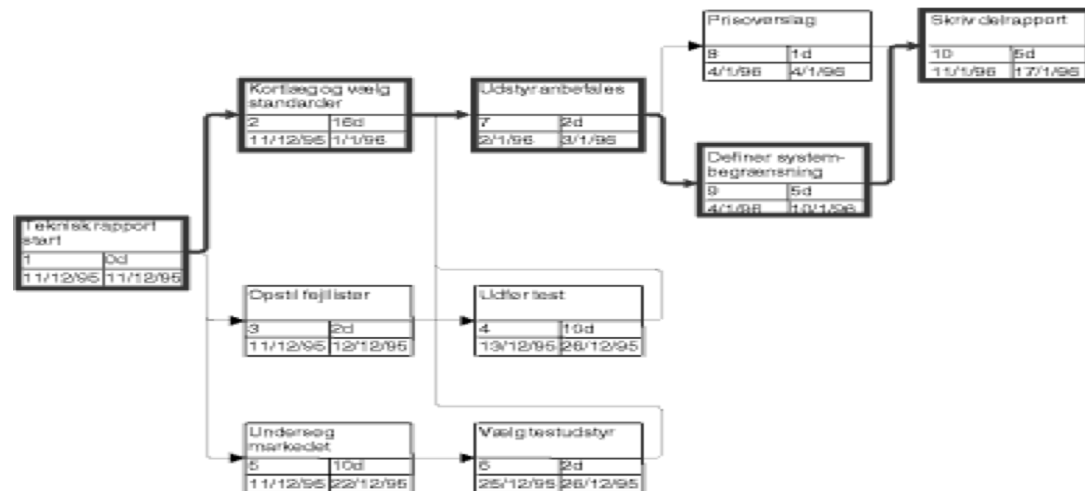 Prisoverslag
8 1d
4/1/96 4/1/96
Skriv delrapport
10 5d
11/1/96 17/1/96
Kortlæg og vælg
standarder
2 16d
11/12/95 1/1/96
Udstyr anbefales
7 2d
2/1/96 3/1/96
Definer system-
begrænsning
9 5d
4/1/96 10/1/96
Teknisk rapport
start
1 0d
11/12/95 11/12/95
Opstil fejllister
3 2d
11/12/95 12/12/95
Udfør test
4 10d
13/12/95 26/12/95
Undersøg
markedet
5 10d
11/12/95 22/12/95
Vælg testudstyr
6 2d
25/12/95 26/12/95